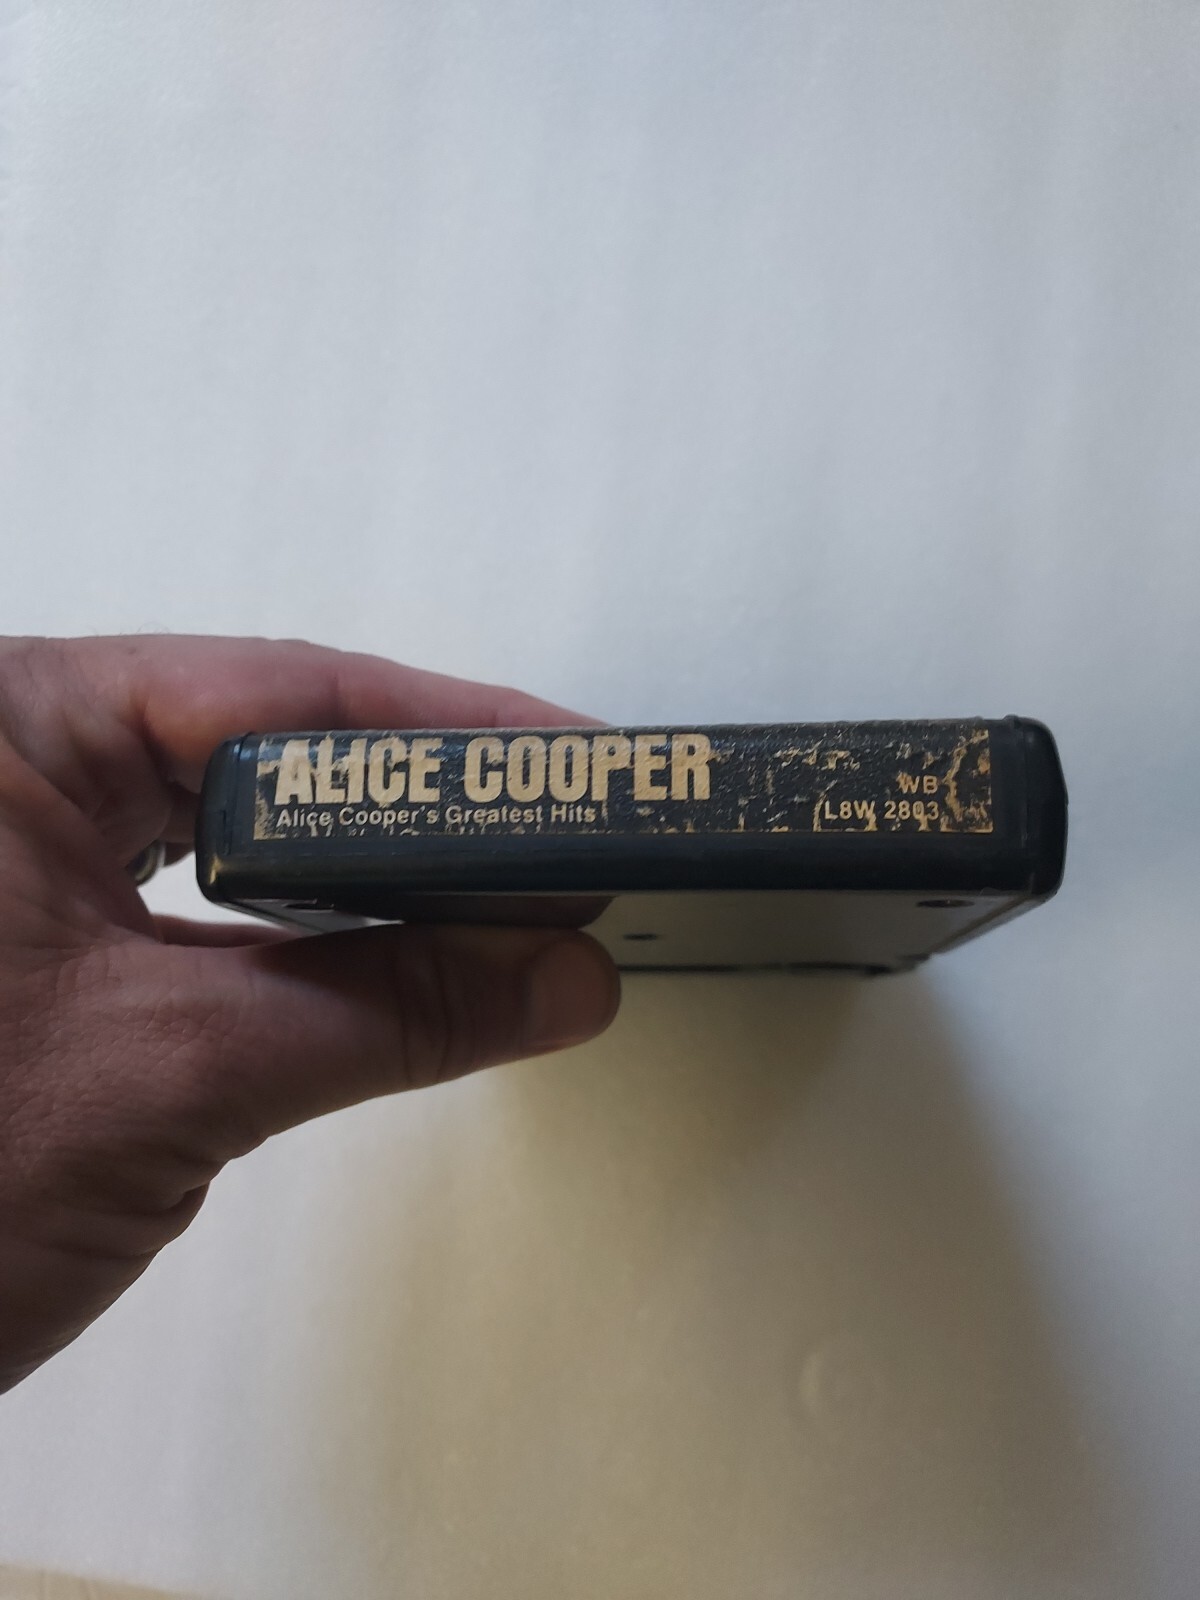 ALICE COOPER
Alice Cooper's Greatest Hits
WB
L8W 2803